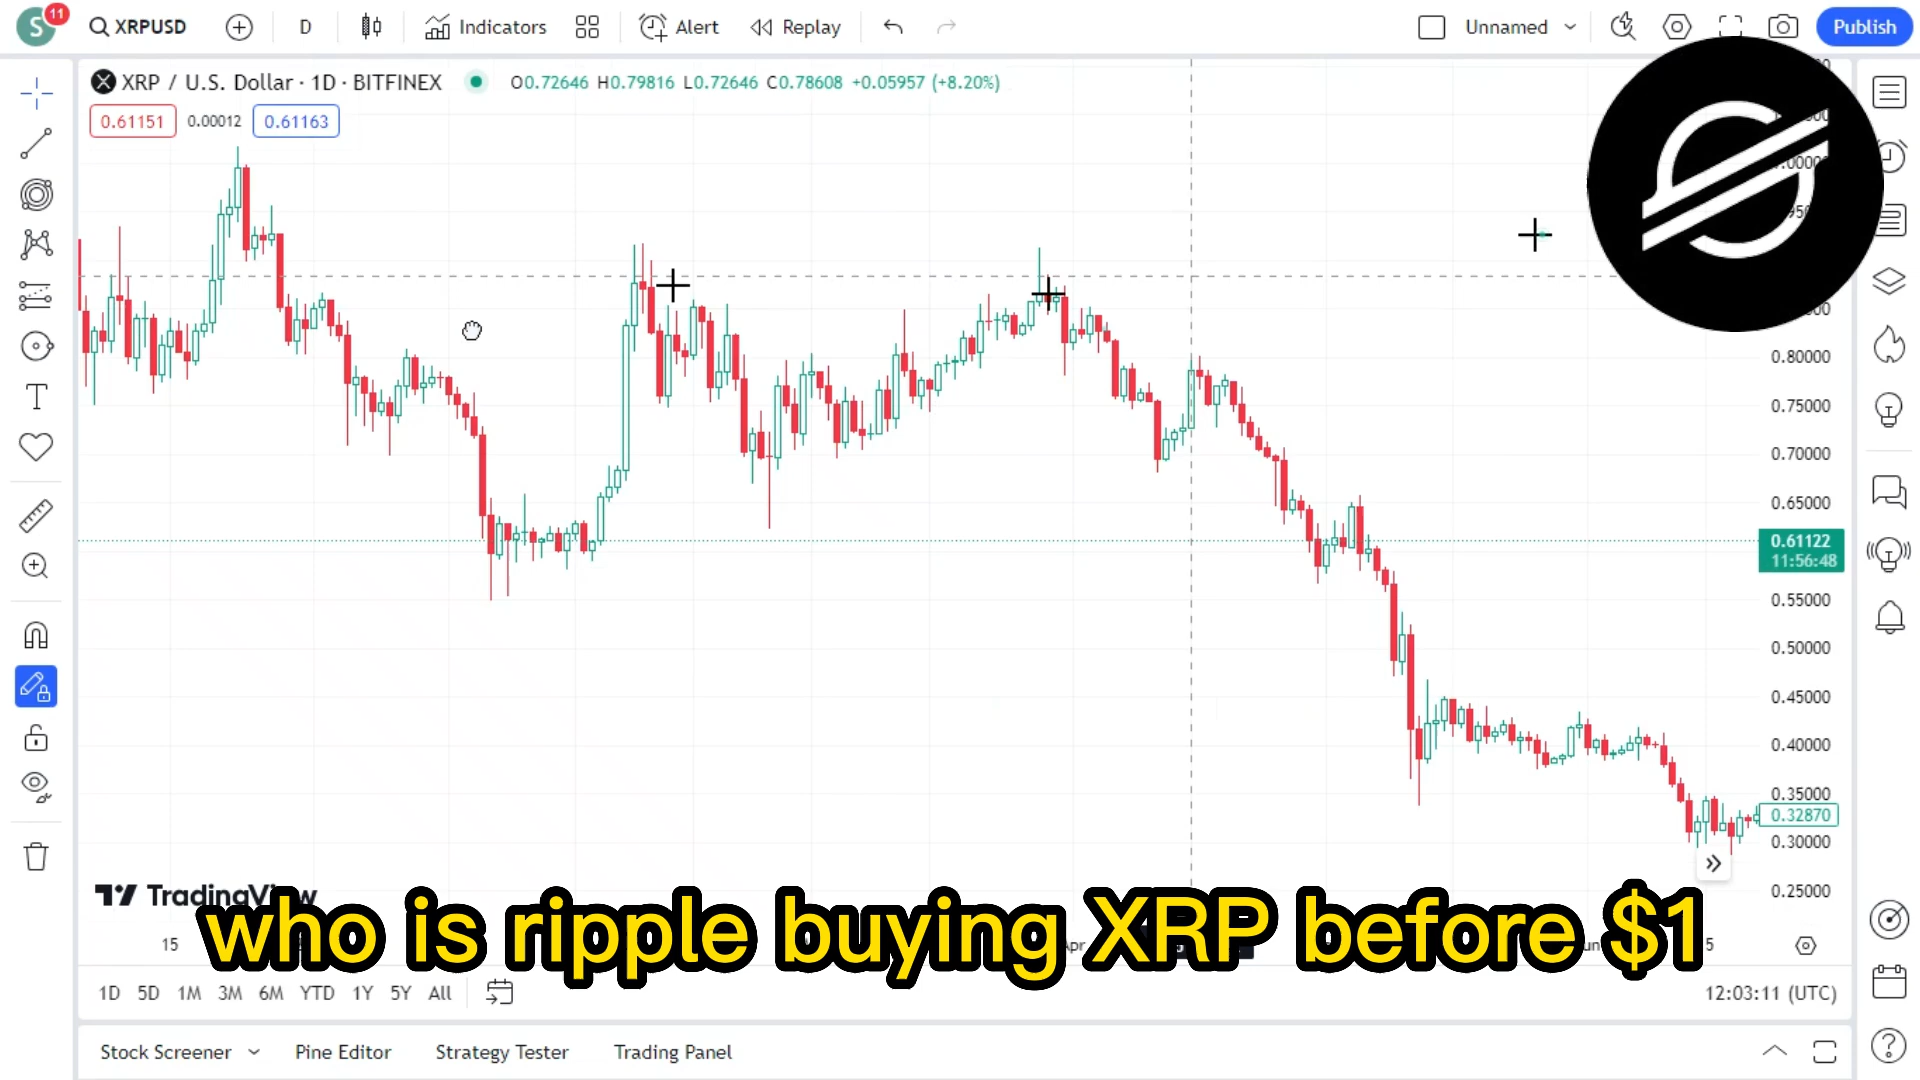 S 11 XRPUSD D Indicators Alert Replay Unnamed Publish
XRP / U.S. Dollar · 1D · BITFINEX O0.72646 H0.79816 L0.72646 C0.78608 +0.05957 (+8.20%)
0.61151 0.00012 0.61163
0.80000
0.75000
0.70000
0.65000
0.61122
11:56:48
0.55000
0.50000
0.45000
0.40000
0.35000
0.32870
0.30000
0.25000
TradingView
who is ripple buying XRP before $1
15 Apr
1D 5D 1M 3M 6M YTD 1Y 5Y All 12:03:11 (UTC)
Stock Screener Pine Editor Strategy Tester Trading Panel